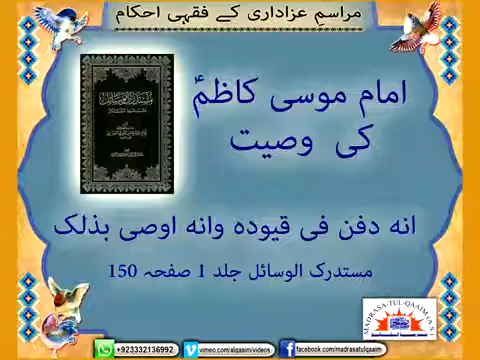 مراسم عزاداری کے فقہی احکام
امام موسی کاظمؑ
کی وصیت
انه دفن فی قیوده وانه اوصی بذلک
مستدرک الوسائل جلد 1 صفحہ 150
MADRASA-TUL-QAAIM (A.S)
+923332136992
vimeo.com/alqaaim/videos
facebook.com/madrasatulqaaim